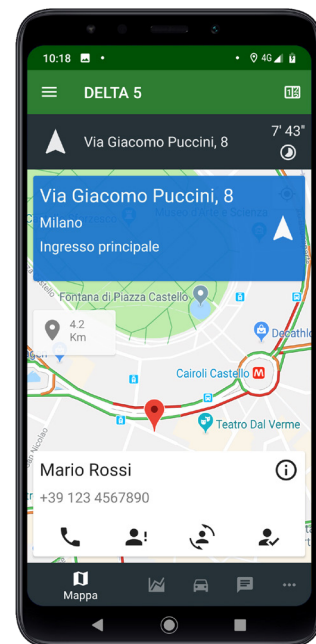 10:18
4G
DELTA 5
Via Giacomo Puccini, 8
7' 43"
Via Giacomo Puccini, 8
Milano
Ingresso principale
Fontana di Piazza Castello
4.2
Km
Decathl
Cairoli Castello M
Teatro Dal Verme
Mario Rossi
+39 123 4567890
Mappa